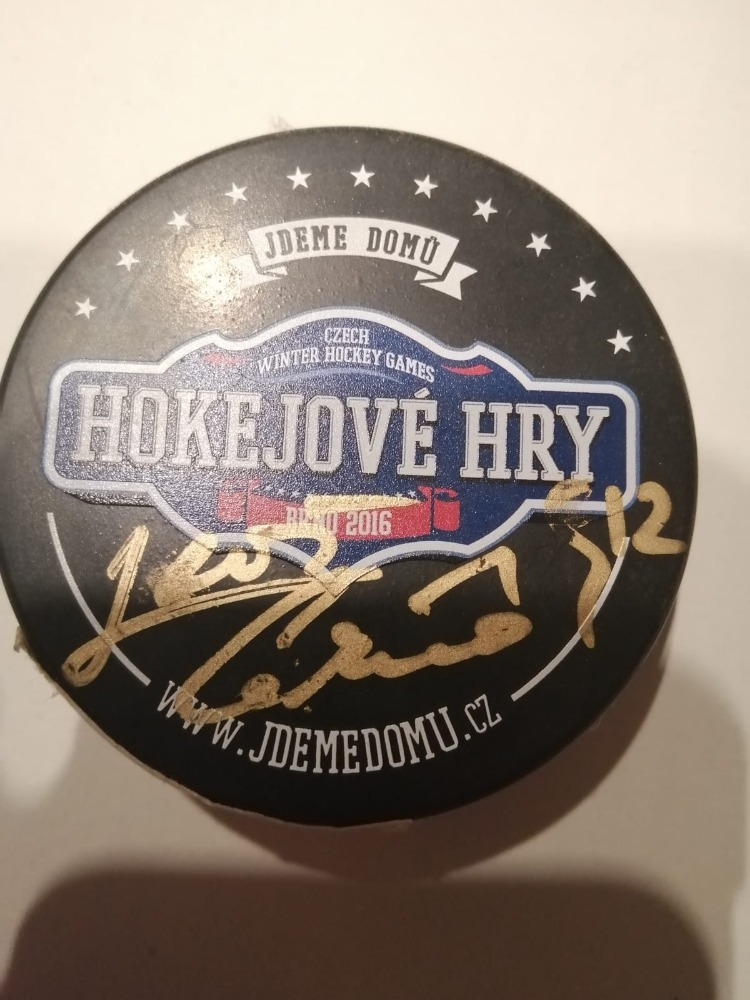 JDEME DOMŮ
CZECH
WINTER HOCKEY GAMES
HOKEJOVÉ HRY
BRNO 2016
WWW.JDEMEDOMU.CZ